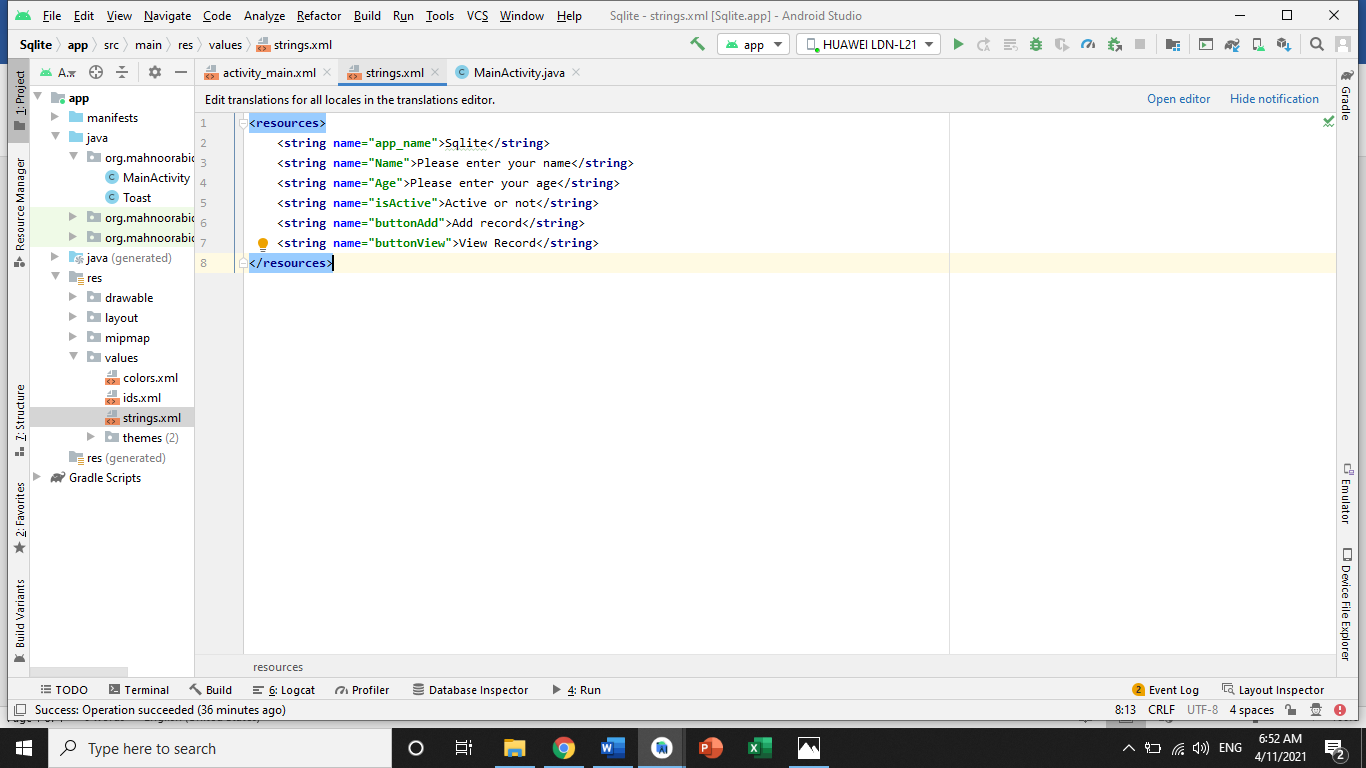 File Edit View Navigate Code Analyze Refactor Build Run Tools VCS Window Help Sqlite - strings.xml [Sqlite.app] - Android Studio
Sqlite app src main res values strings.xml app HUAWEI LDN-L21
1: Project
Resource Manager
7: Structure
2: Favorites
Build Variants
A..
app
manifests
java
org.mahnoorabic
MainActivity
Toast
org.mahnoorabic
org.mahnoorabic
java (generated)
res
drawable
layout
mipmap
values
colors.xml
ids.xml
strings.xml
themes (2)
res (generated)
Gradle Scripts
activity_main.xml strings.xml MainActivity.java
Edit translations for all locales in the translations editor. Open editor Hide notification
1 <resources>
2 <string name="app_name">Sqlite</string>
3 <string name="Name">Please enter your name</string>
4 <string name="Age">Please enter your age</string>
5 <string name="isActive">Active or not</string>
6 <string name="buttonAdd">Add record</string>
7 <string name="buttonView">View Record</string>
8 </resources>
resources
Gradle
Emulator
Device File Explorer
TODO Terminal Build 6: Logcat Profiler Database Inspector 4: Run 2 Event Log Layout Inspector
Success: Operation succeeded (36 minutes ago) 8:13 CRLF UTF-8 4 spaces
Type here to search ENG 6:52 AM
4/11/2021 2